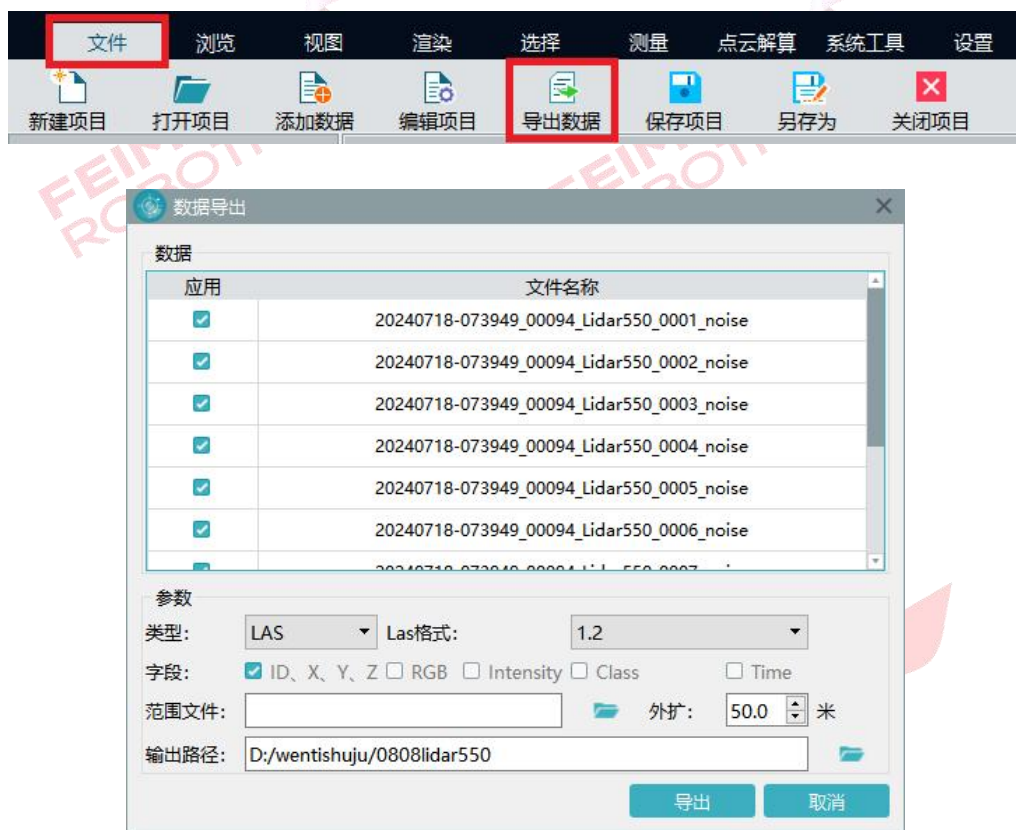 文件 浏览 视图 渲染 选择 测量 点云解算 系统工具 设置
新建项目 打开项目 添加数据 编辑项目 导出数据 保存项目 另存为 关闭项目
数据导出
数据
应用 文件名称
20240718-073949_00094_Lidar550_0001_noise
20240718-073949_00094_Lidar550_0002_noise
20240718-073949_00094_Lidar550_0003_noise
20240718-073949_00094_Lidar550_0004_noise
20240718-073949_00094_Lidar550_0005_noise
20240718-073949_00094_Lidar550_0006_noise
参数
类型: LAS Las格式: 1.2
字段: ID、X、Y、Z RGB Intensity Class Time
范围文件: 外扩: 50.0 米
输出路径: D:/wentishuju/0808lidar550
导出 取消